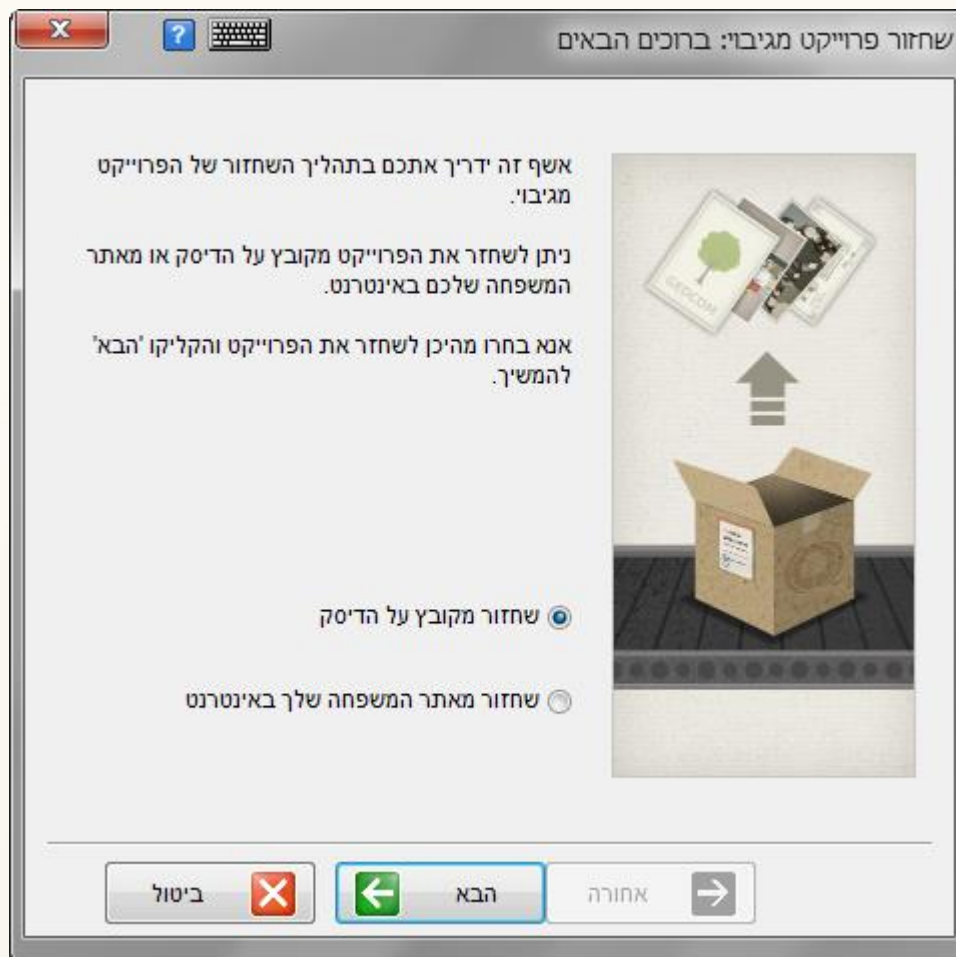 שחזור פרוייקט מגיבוי: ברוכים הבאים
אשף זה ידריך אתכם בתהליך השחזור של הפרוייקט
מגיבוי.
ניתן לשחזר את הפרוייקט מקובץ על הדיסק או מאתר
המשפחה שלכם באינטרנט.
אנא בחרו מהיכן לשחזר את הפרוייקט והקליקו 'הבא'
להמשיך.
GEDCOM
שחזור מקובץ על הדיסק
שחזור מאתר המשפחה שלך באינטרנט
אחורה
הבא
ביטול